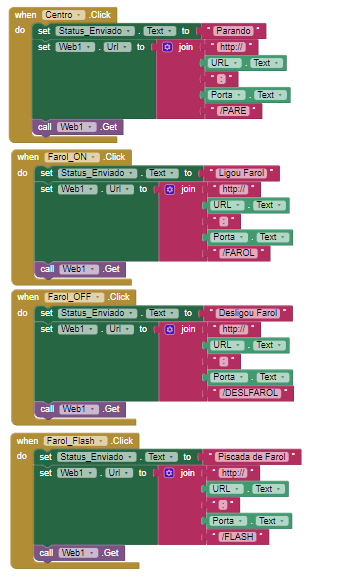 when Centro .Click
do set Status_Enviado . Text to " Parando "
set Web1 . Url to join " http:// "
URL . Text
" : "
Porta . Text
" /PARE "
call Web1 .Get
when Farol_ON .Click
do set Status_Enviado . Text to " Ligou Farol "
set Web1 . Url to join " http:// "
URL . Text
" : "
Porta . Text
" /FAROL "
call Web1 .Get
when Farol_OFF .Click
do set Status_Enviado . Text to " Desligou Farol "
set Web1 . Url to join " http:// "
URL . Text
" : "
Porta . Text
" /DESLFAROL "
call Web1 .Get
when Farol_Flash .Click
do set Status_Enviado . Text to " Piscada de Farol "
set Web1 . Url to join " http:// "
URL . Text
" : "
Porta . Text
" /FLASH "
call Web1 .Get